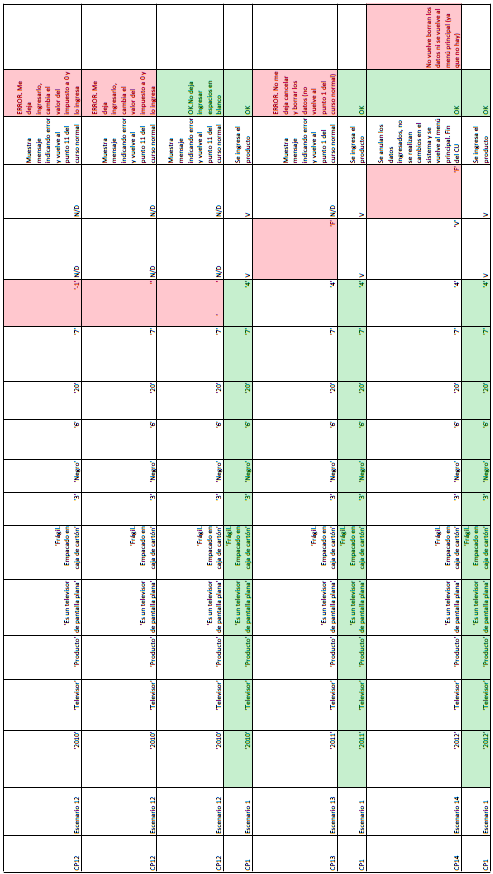 CP12 Escenario 12 '2010' 'Televisor' 'Producto' 'Es un televisor de pantalla plana' 'Frágil. Empacado en caja de cartón' '3' 'Negro' '6' '20' '7' '-1' N/D N/D Muestra mensaje indicando error y vuelve al punto 11 del curso normal ERROR. Me deja ingresarlo, cambia el valor del impuesto a 0 y lo ingresa
CP12 Escenario 12 '2010' 'Televisor' 'Producto' 'Es un televisor de pantalla plana' 'Frágil. Empacado en caja de cartón' '3' 'Negro' '6' '20' '7' '' N/D N/D Muestra mensaje indicando error y vuelve al punto 11 del curso normal ERROR. Me deja ingresarlo, cambia el valor del impuesto a 0 y lo ingresa
CP12 Escenario 12 '2010' 'Televisor' 'Producto' 'Es un televisor de pantalla plana' 'Frágil. Empacado en caja de cartón' '3' 'Negro' '6' '20' '7' ' ' N/D N/D Muestra mensaje indicando error y vuelve al punto 11 del curso normal OK.No deja ingresar espacios en blanco
CP1 Escenario 1 '2010' 'Televisor' 'Producto' 'Es un televisor de pantalla plana' 'Frágil. Empacado en caja de cartón' '3' 'Negro' '6' '20' '7' '4' V V Se ingresa el producto OK
CP13 Escenario 13 '2011' 'Televisor' 'Producto' 'Es un televisor de pantalla plana' 'Frágil. Empacado en caja de cartón' '3' 'Negro' '6' '20' '7' '4' 'F' N/D Muestra mensaje indicando error y vuelve al punto 1 del curso normal ERROR. No me deja cancelar y borrar los datos (no vuelve al punto 1 del curso normal)
CP1 Escenario 1 '2011' 'Televisor' 'Producto' 'Es un televisor de pantalla plana' 'Frágil. Empacado en caja de cartón' '3' 'Negro' '6' '20' '7' '4' V V Se ingresa el producto OK
CP14 Escenario 14 '2012' 'Televisor' 'Producto' 'Es un televisor de pantalla plana' 'Frágil. Empacado en caja de cartón' '3' 'Negro' '6' '20' '7' '4' 'V' 'F' Se anulan los datos ingresados, no se realizan cambios en el sistema y se vuelve al menú principal. Fin del CU OK No vuelve borran los datos ni se vuelve al menú principal (ya que no hay)
CP1 Escenario 1 '2012' 'Televisor' 'Producto' 'Es un televisor de pantalla plana' 'Frágil. Empacado en caja de cartón' '3' 'Negro' '6' '20' '7' '4' V V Se ingresa el producto OK